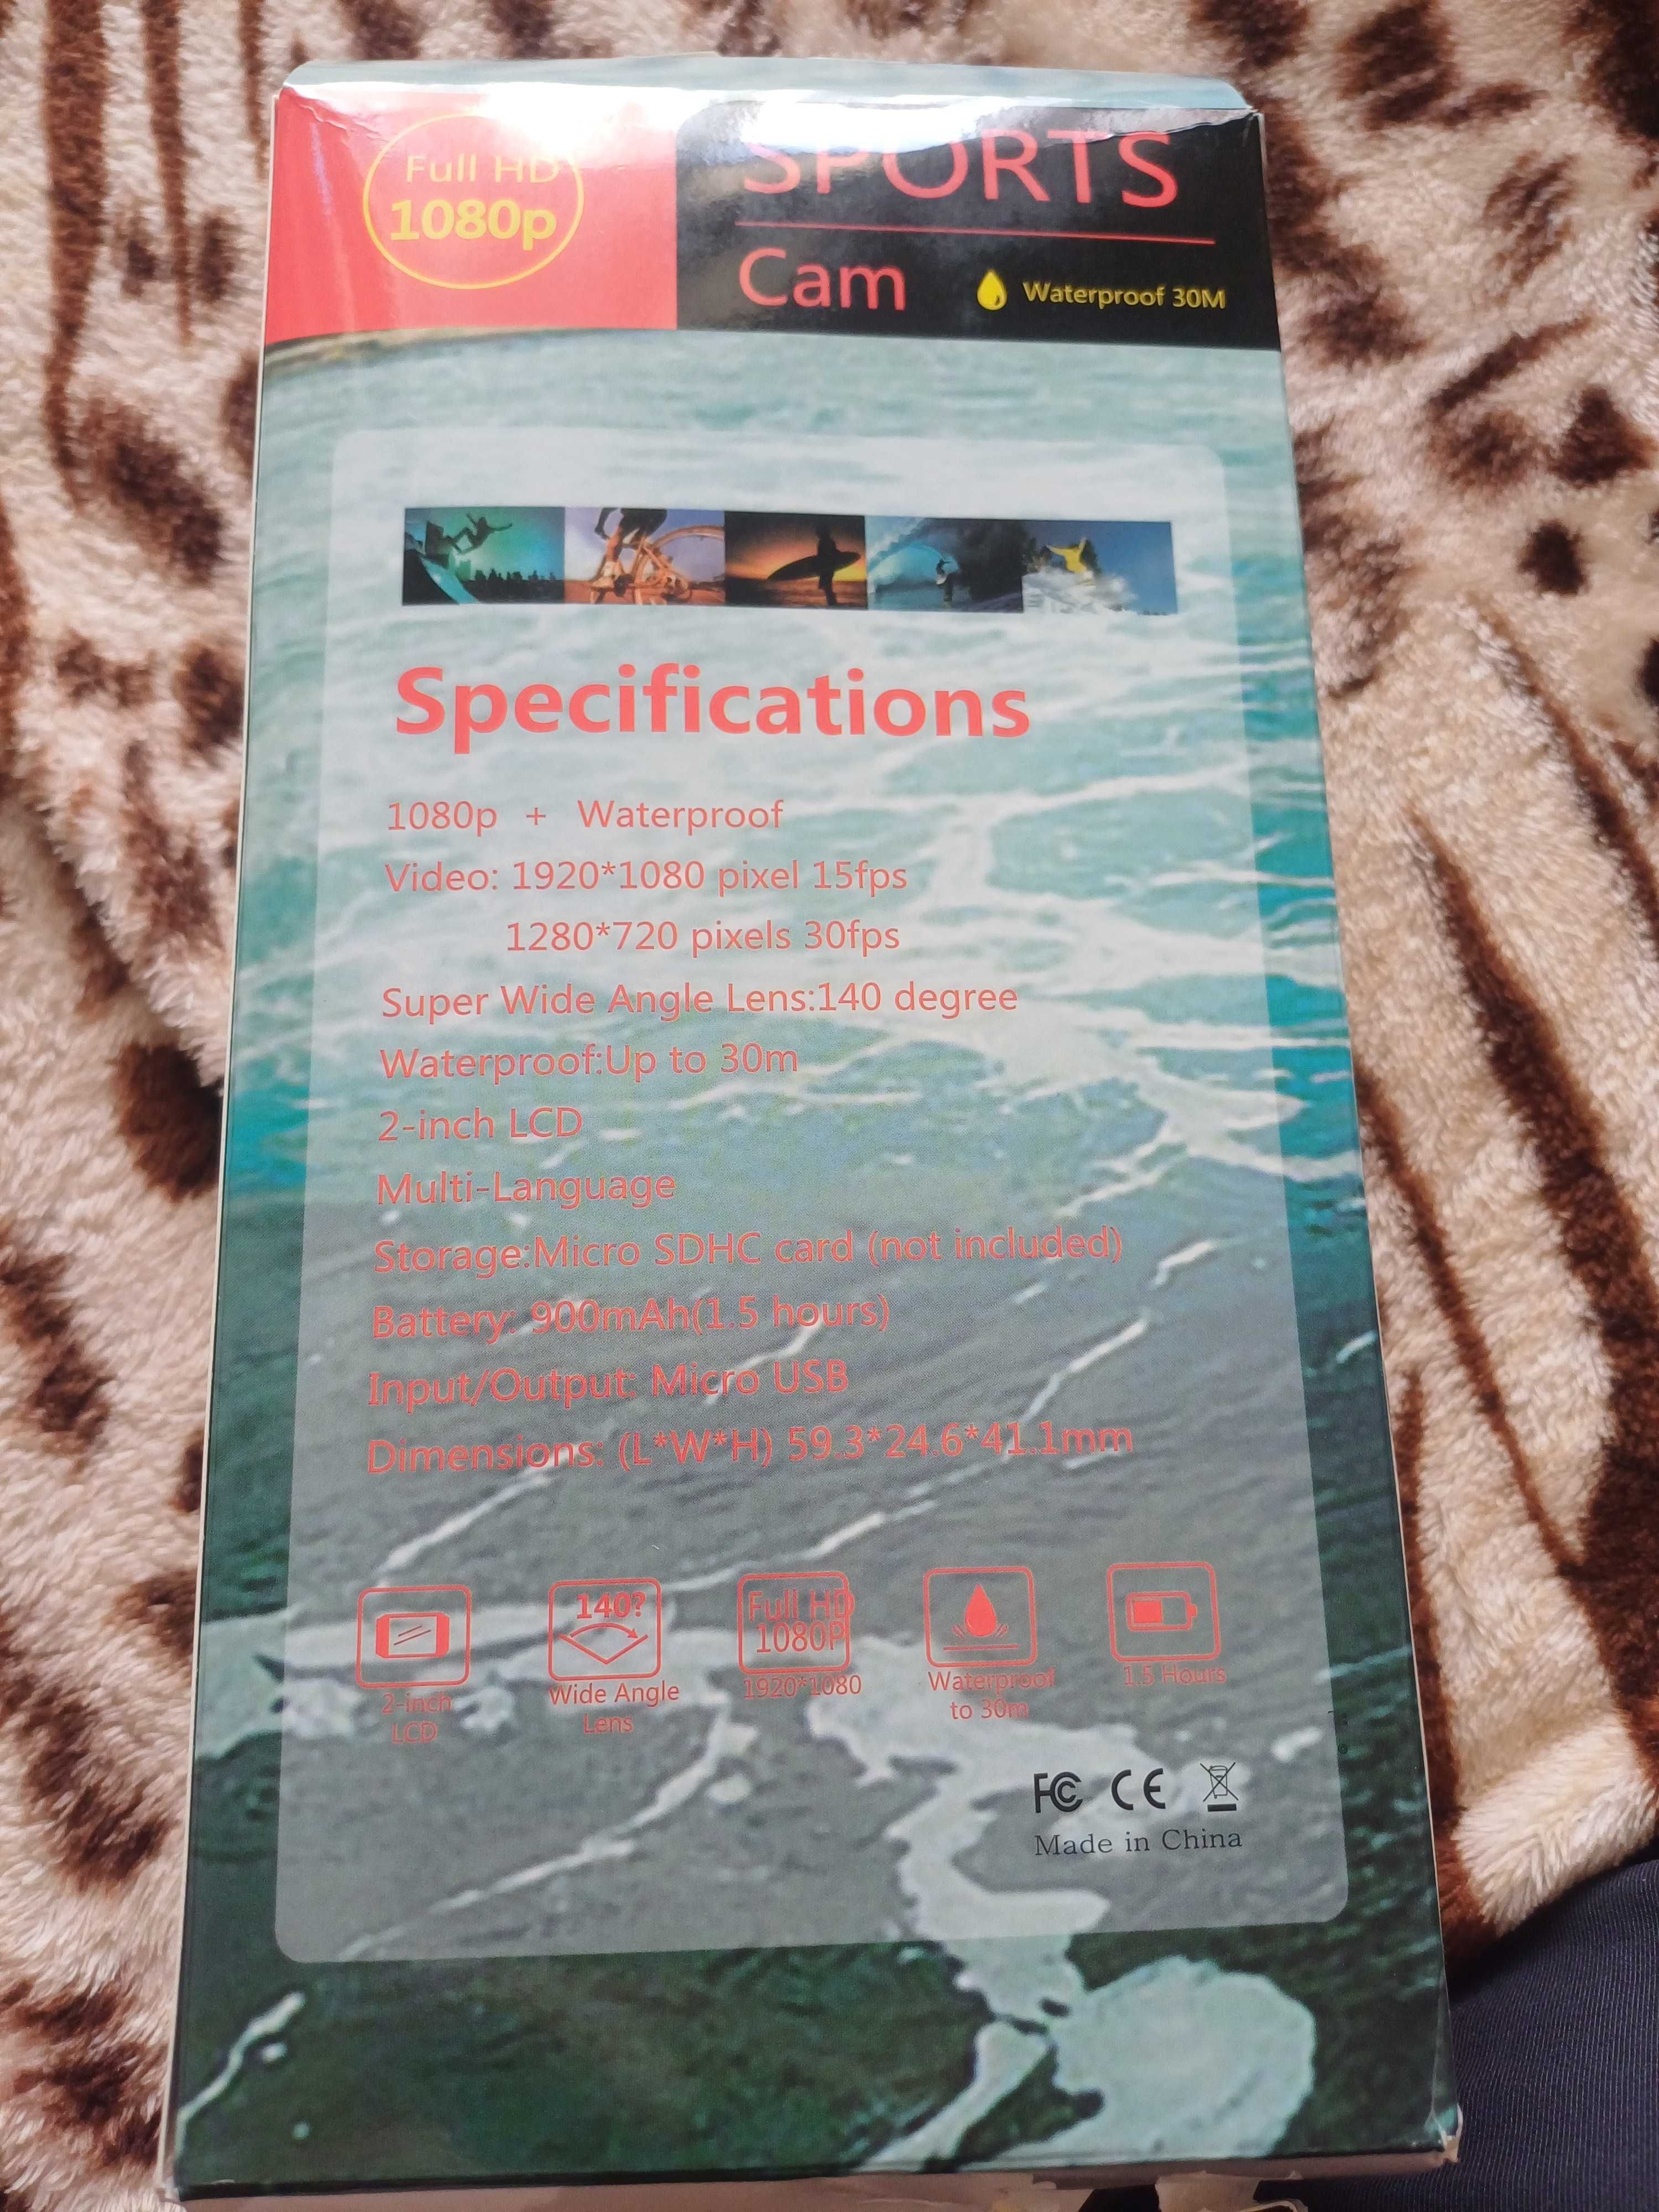 Full HD
1080p
SPORTS
Cam
Waterproof 30M
Specifications
1080p + Waterproof
Video: 1920*1080 pixel 15fps
1280*720 pixels 30fps
Super Wide Angle Lens:140 degree
Waterproof:Up to 30m
2-inch LCD
Multi-Language
Storage:Micro SDHC card (not included)
Battery: 900mAh(1.5 hours)
Input/Output: Micro USB
Dimensions: (L*W*H) 59.3*24.6*41.1mm
2-inch
LCD
140?
Wide Angle
Lens
Full HD
1080P
1920*1080
Waterproof
to 30m
1.5 Hours
FC CE
Made in China